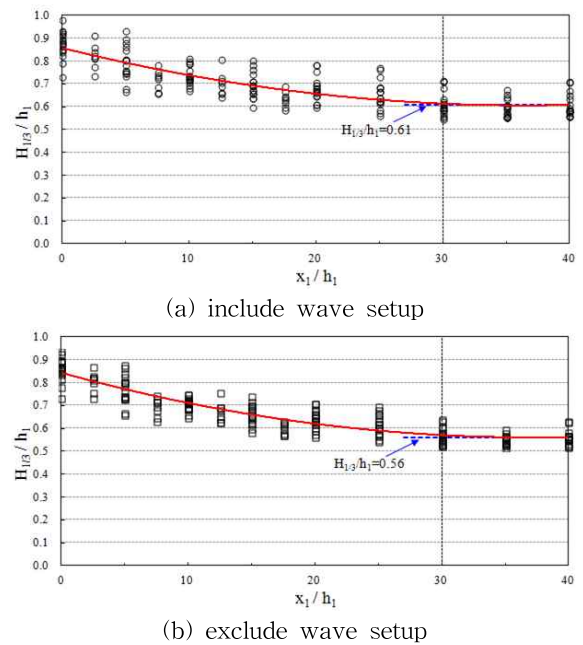 1.0
0.9
0.8
0.7
0.6
0.5
0.4
0.3
0.2
0.1
0.0
H1/3 / h1
H1/3/h1=0.61
0 10 20 30 40
x1 / h1
(a) include wave setup
1.0
0.9
0.8
0.7
0.6
0.5
0.4
0.3
0.2
0.1
0.0
H1/3 / h1
H1/3/h1=0.56
0 10 20 30 40
x1 / h1
(b) exclude wave setup